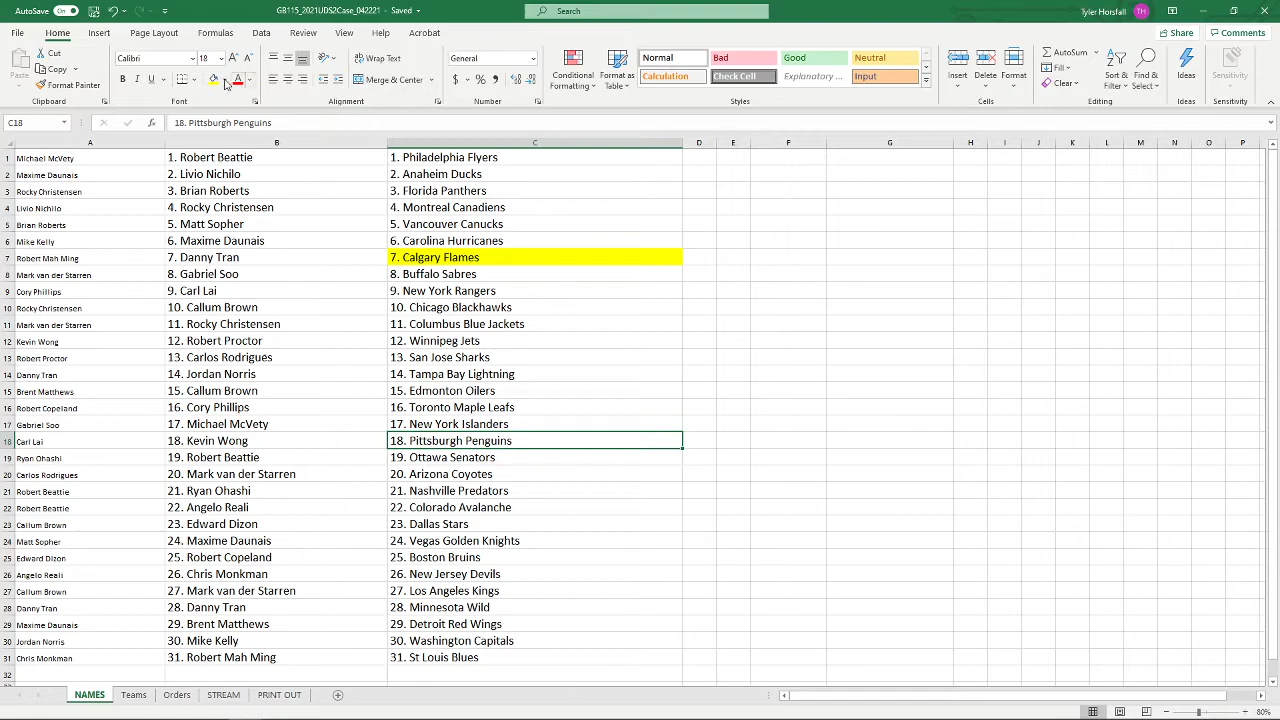 AutoSave On GB115_2021UDS2Case_042221 - Saved Search Tyler Horsfall TH
File Home Insert Page Layout Formulas Data Review View Help Acrobat Share Comments
Paste Cut Copy Format Painter Clipboard
Calibri 18 B I U Font
Wrap Text Merge & Center Alignment
General $ % Number
Conditional Formatting Format as Table
Normal Bad Good Neutral
Calculation Check Cell Explanatory ... Input
Styles
Insert Delete Format Cells
AutoSum Fill Clear Sort & Filter Find & Select Editing
Ideas Ideas
Sensitivity Sensitivity
C18 fx 18. Pittsburgh Penguins
A B C D E F G H I J K L M N O P
1 Michael McVety 1. Robert Beattie 1. Philadelphia Flyers
2 Maxime Daunais 2. Livio Nichilo 2. Anaheim Ducks
3 Rocky Christensen 3. Brian Roberts 3. Florida Panthers
4 Livio Nichilo 4. Rocky Christensen 4. Montreal Canadiens
5 Brian Roberts 5. Matt Sopher 5. Vancouver Canucks
6 Mike Kelly 6. Maxime Daunais 6. Carolina Hurricanes
7 Robert Mah Ming 7. Danny Tran 7. Calgary Flames
8 Mark van der Starren 8. Gabriel Soo 8. Buffalo Sabres
9 Cory Phillips 9. Carl Lai 9. New York Rangers
10 Rocky Christensen 10. Callum Brown 10. Chicago Blackhawks
11 Mark van der Starren 11. Rocky Christensen 11. Columbus Blue Jackets
12 Kevin Wong 12. Robert Proctor 12. Winnipeg Jets
13 Robert Proctor 13. Carlos Rodrigues 13. San Jose Sharks
14 Danny Tran 14. Jordan Norris 14. Tampa Bay Lightning
15 Brent Matthews 15. Callum Brown 15. Edmonton Oilers
16 Robert Copeland 16. Cory Phillips 16. Toronto Maple Leafs
17 Gabriel Soo 17. Michael McVety 17. New York Islanders
18 Carl Lai 18. Kevin Wong 18. Pittsburgh Penguins
19 Ryan Ohashi 19. Robert Beattie 19. Ottawa Senators
20 Carlos Rodrigues 20. Mark van der Starren 20. Arizona Coyotes
21 Robert Beattie 21. Ryan Ohashi 21. Nashville Predators
22 Robert Beattie 22. Angelo Reali 22. Colorado Avalanche
23 Callum Brown 23. Edward Dizon 23. Dallas Stars
24 Matt Sopher 24. Maxime Daunais 24. Vegas Golden Knights
25 Edward Dizon 25. Robert Copeland 25. Boston Bruins
26 Angelo Reali 26. Chris Monkman 26. New Jersey Devils
27 Callum Brown 27. Mark van der Starren 27. Los Angeles Kings
28 Danny Tran 28. Danny Tran 28. Minnesota Wild
29 Maxime Daunais 29. Brent Matthews 29. Detroit Red Wings
30 Jordan Norris 30. Mike Kelly 30. Washington Capitals
31 Chris Monkman 31. Robert Mah Ming 31. St Louis Blues
32
NAMES Teams Orders STREAM PRINT OUT
80%